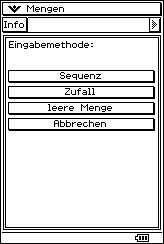 Mengen
Info
Eingabemethode:
Sequenz
Zufall
leere Menge
Abbrechen